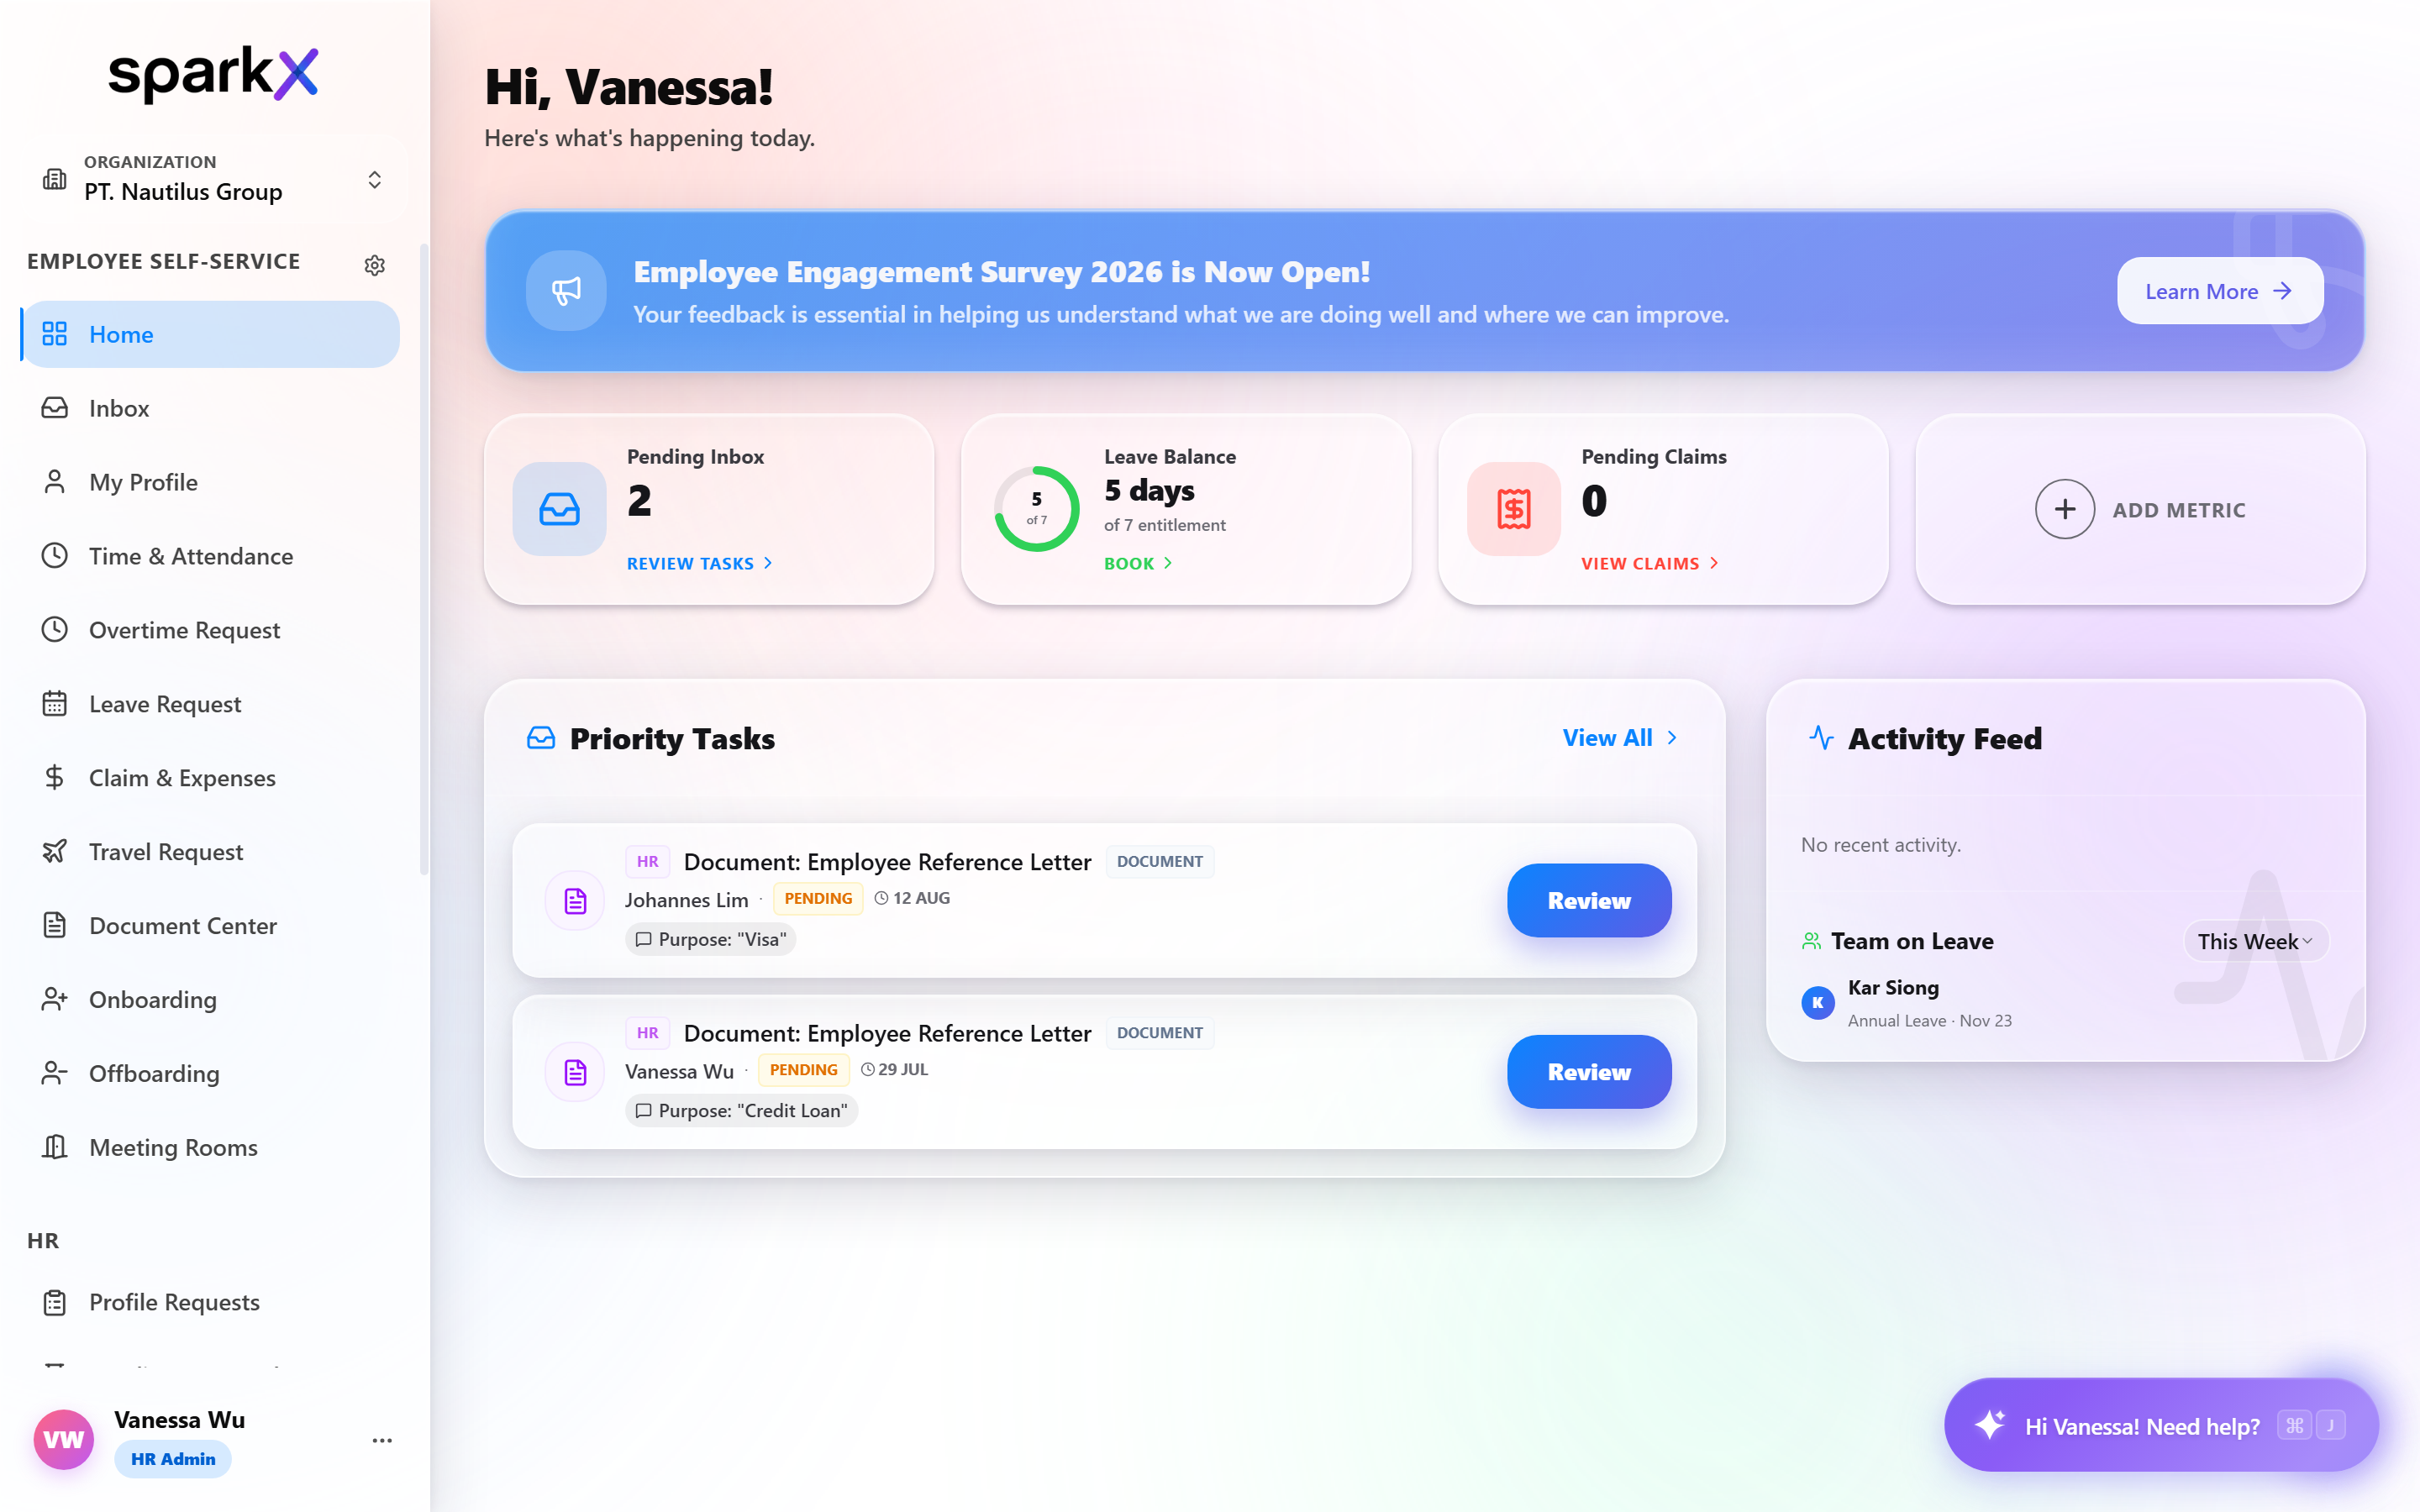 sparkX
ORGANIZATION
PT. Nautilus Group
EMPLOYEE SELF-SERVICE
Home
Inbox
My Profile
Time & Attendance
Overtime Request
Leave Request
Claim & Expenses
Travel Request
Document Center
Onboarding
Offboarding
Meeting Rooms
HR
Profile Requests
VW
Vanessa Wu
HR Admin
Hi, Vanessa!
Here's what's happening today.
Employee Engagement Survey 2026 is Now Open!
Your feedback is essential in helping us understand what we are doing well and where we can improve.
Learn More
Pending Inbox
2
REVIEW TASKS
5
of 7
Leave Balance
5 days
of 7 entitlement
BOOK
Pending Claims
0
VIEW CLAIMS
ADD METRIC
Priority Tasks
View All
HR Document: Employee Reference Letter DOCUMENT
Johannes Lim · PENDING 12 AUG
Purpose: "Visa"
Review
HR Document: Employee Reference Letter DOCUMENT
Vanessa Wu · PENDING 29 JUL
Purpose: "Credit Loan"
Review
Activity Feed
No recent activity.
Team on Leave
This Week
K
Kar Siong
Annual Leave · Nov 23
Hi Vanessa! Need help? ⌘ J